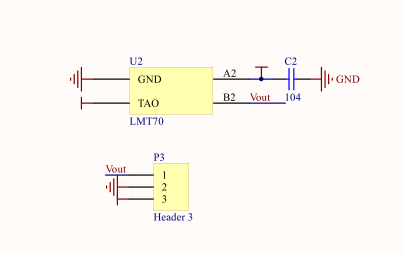 U2
C2
GND A2 GND
TAO B2 Vout 104
LMT70
P3
Vout 1
2
3
Header 3